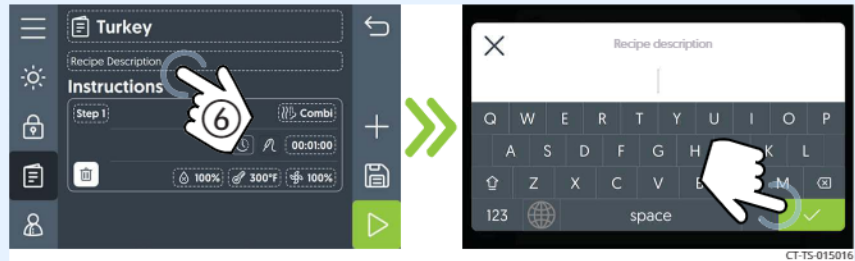 Turkey
Recipe Description
Instructions
Step 1
Combi
6
00:01:00
100%
300°F
100%
Recipe description
Q W E R T Y U I O P
A S D F G H K L
Z X C V B M
123
space
CT-TS-015016